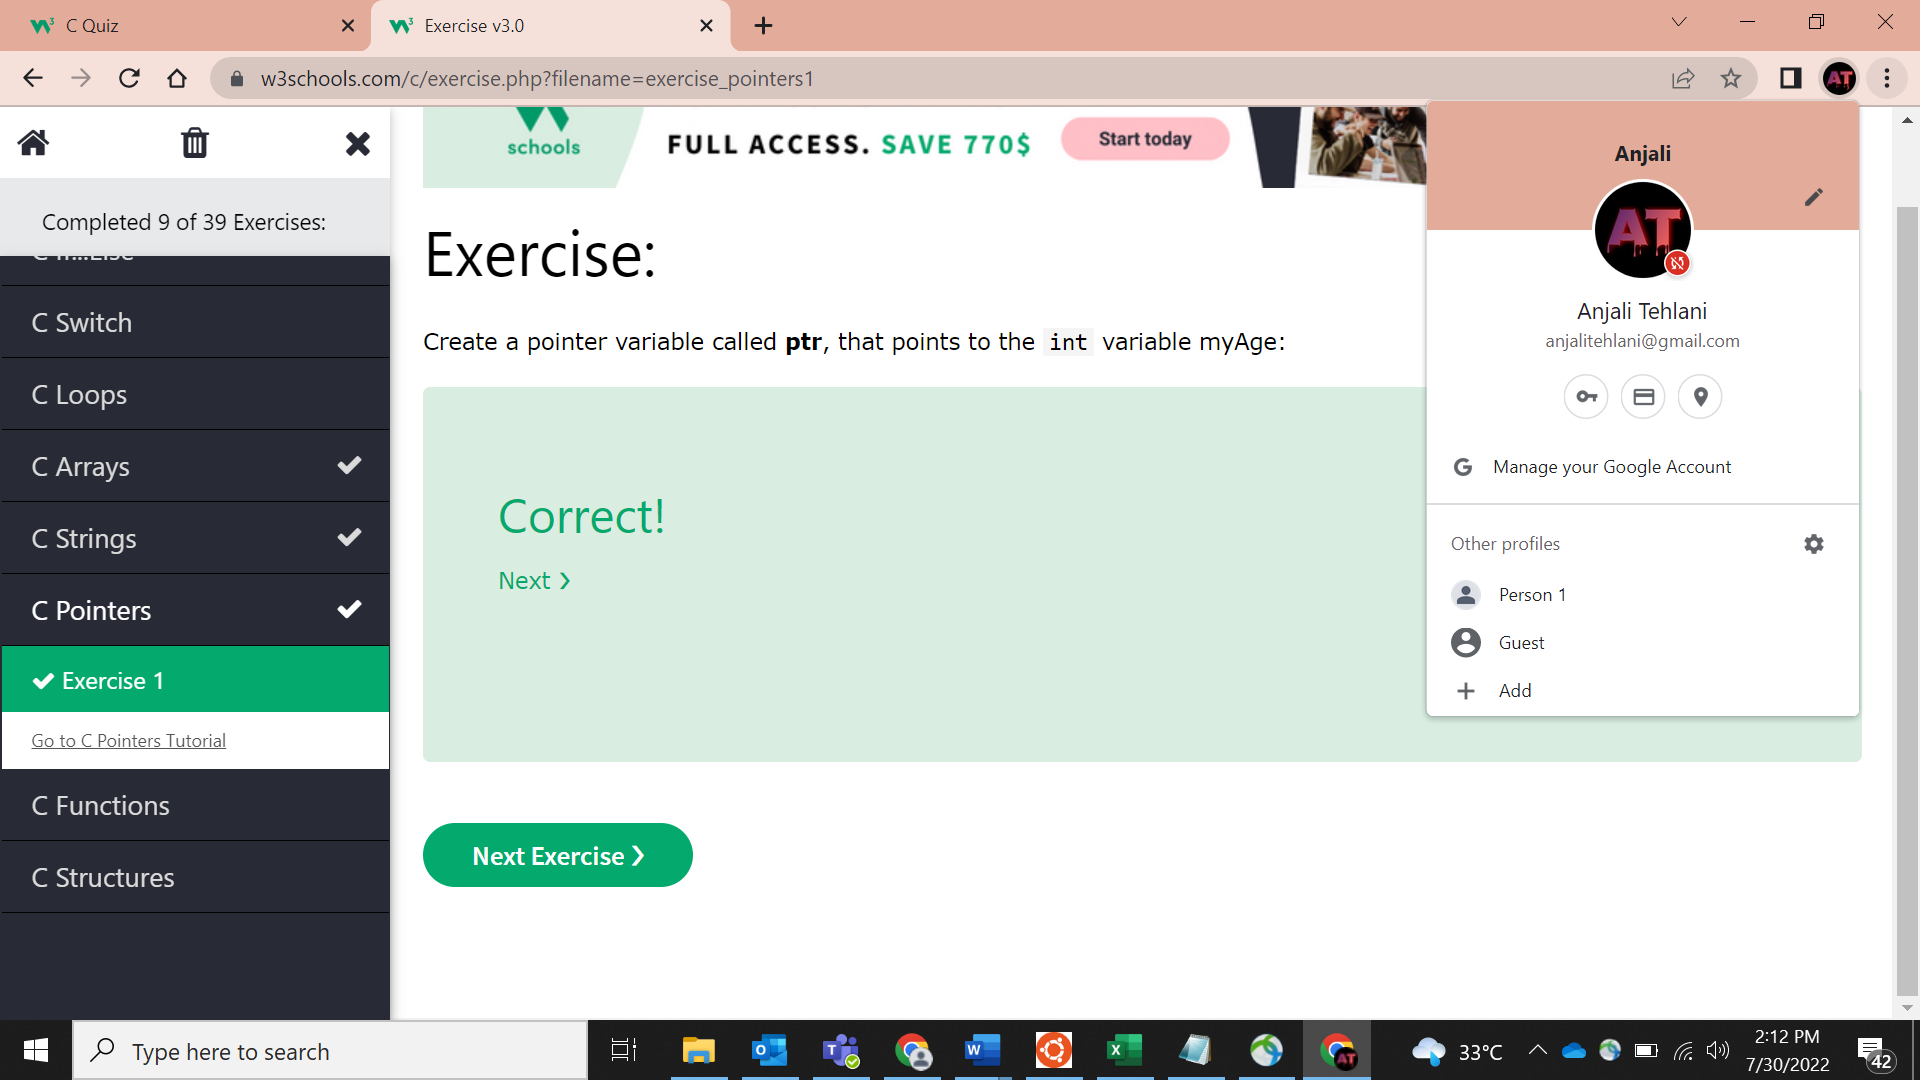 C Quiz
Exercise v3.0
w3schools.com/c/exercise.php?filename=exercise_pointers1
AT
schools
FULL ACCESS. SAVE 770$
Start today
Completed 9 of 39 Exercises:
C Switch
C Loops
C Arrays
C Strings
C Pointers
Exercise 1
Go to C Pointers Tutorial
C Functions
C Structures
Exercise:
Create a pointer variable called ptr, that points to the int variable myAge:
Correct!
Next ❯
Next Exercise ❯
Anjali
AT
Anjali Tehlani
anjalitehlani@gmail.com
G Manage your Google Account
Other profiles
Person 1
Guest
Add
Type here to search
33°C
2:12 PM
7/30/2022
42